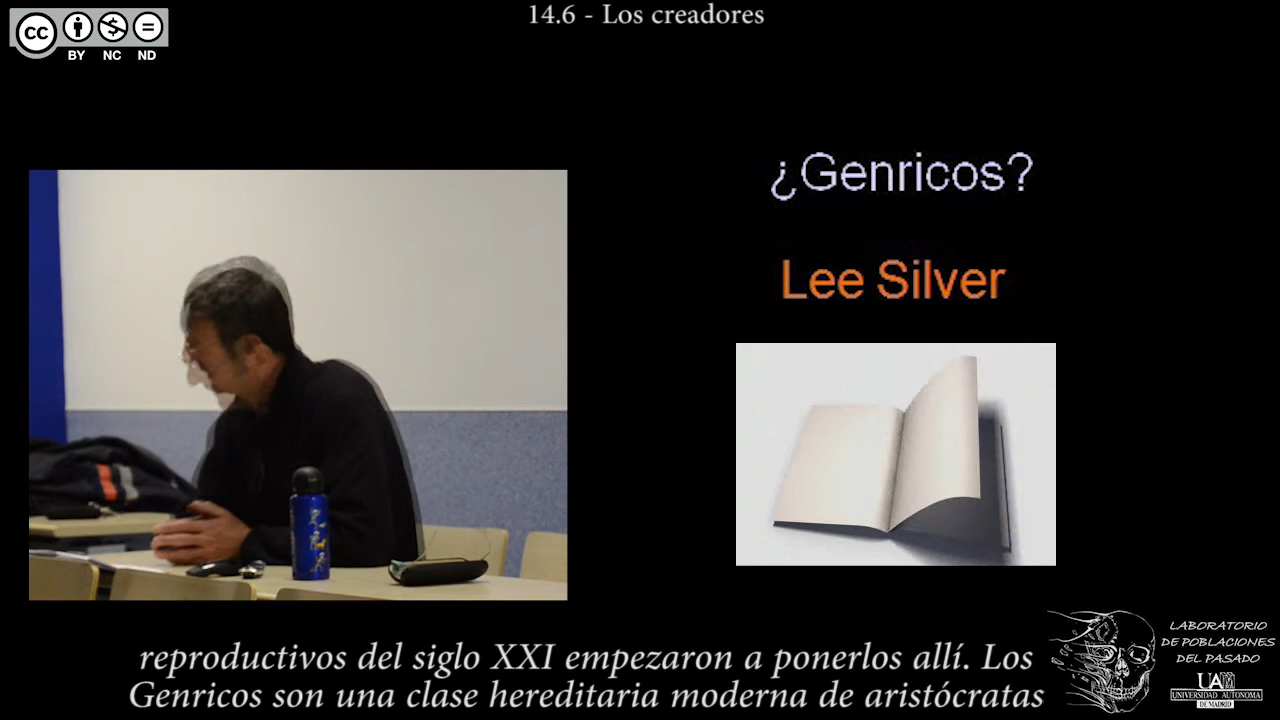 14.6 - Los creadores
cc
BY NC ND
¿Genricos?
Lee Silver
LABORATORIO
DE POBLACIONES
DEL PASADO
UAM
UNIVERSIDAD AUTONOMA
DE MADRID
reproductivos del siglo XXI empezaron a ponerlos allí. Los
Genricos son una clase hereditaria moderna de aristócratas